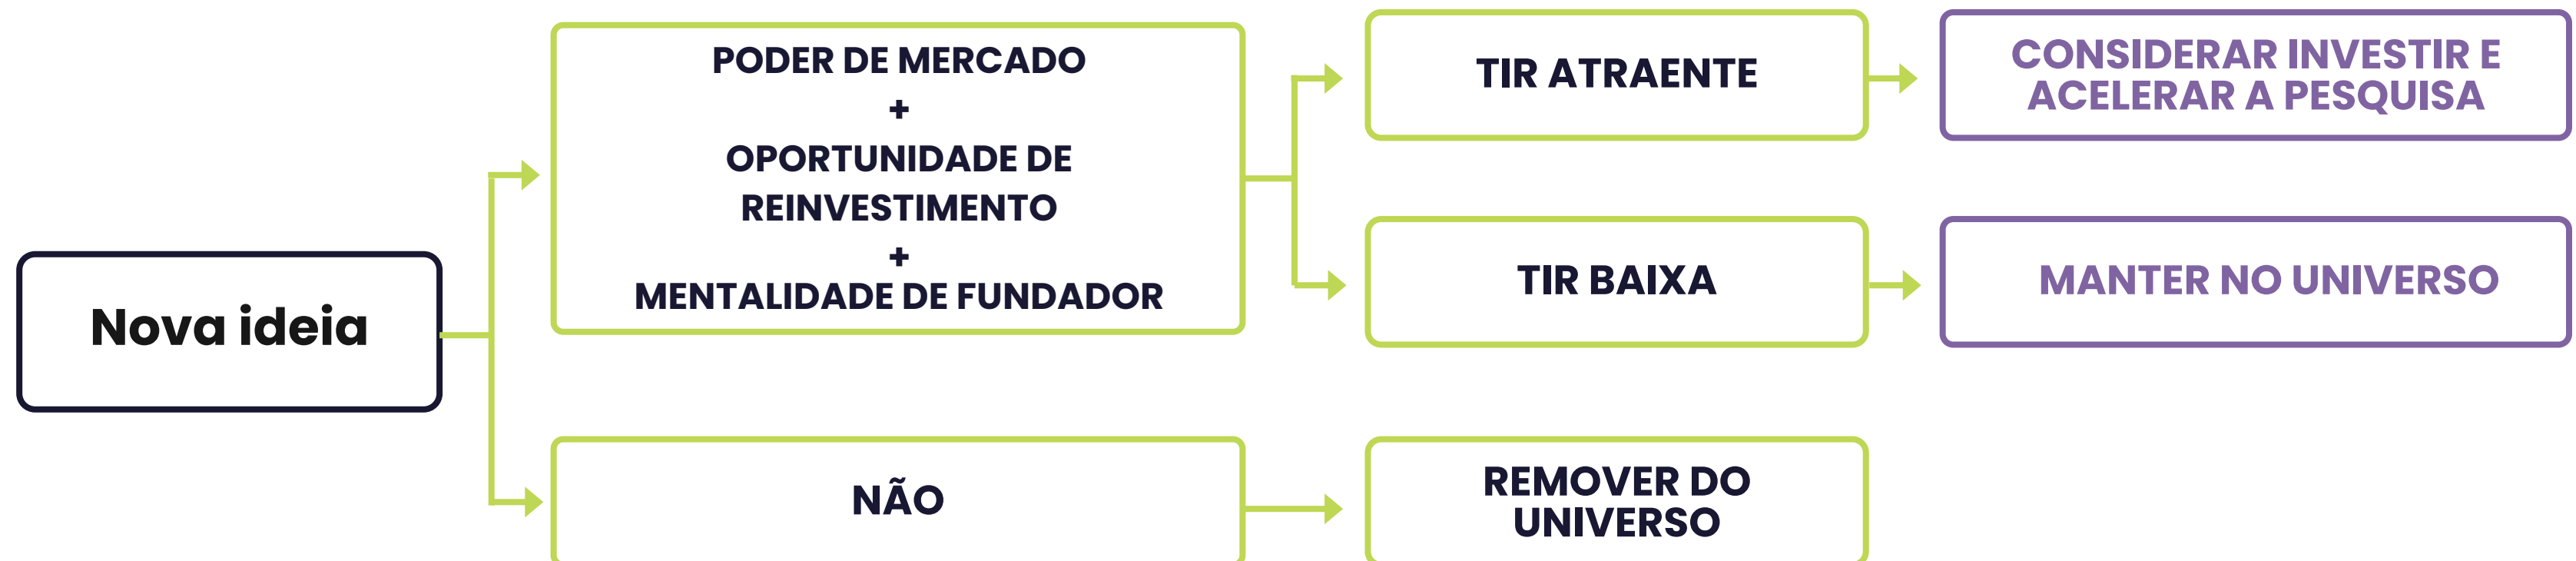 Nova ideia
PODER DE MERCADO
+
OPORTUNIDADE DE
REINVESTIMENTO
+
MENTALIDADE DE FUNDADOR
TIR ATRAENTE
CONSIDERAR INVESTIR E
ACELERAR A PESQUISA
TIR BAIXA
MANTER NO UNIVERSO
NÃO
REMOVER DO
UNIVERSO